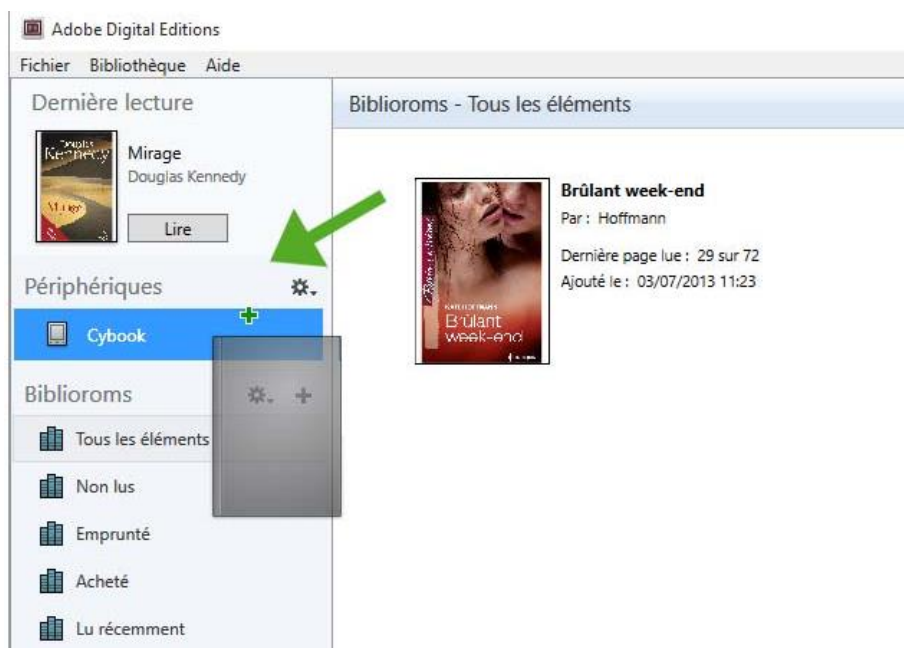 Adobe Digital Editions
Fichier Bibliothèque Aide
Dernière lecture
Douglas
Kennedy
Mirage
Mirage
Douglas Kennedy
Lire
Périphériques
Cybook
Biblioroms
Tous les éléments
Non lus
Emprunté
Acheté
Lu récemment
Biblioroms - Tous les éléments
Brûlant
week-end
Brûlant week-end
Par : Hoffmann
Dernière page lue : 29 sur 72
Ajouté le : 03/07/2013 11:23